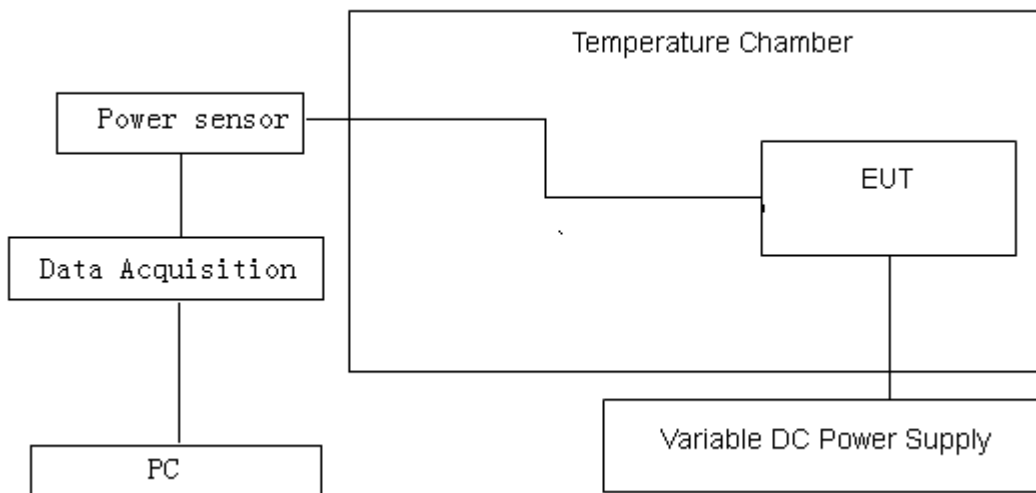 Temperature Chamber
Power sensor
EUT
Data Acquisition
Variable DC Power Supply
PC